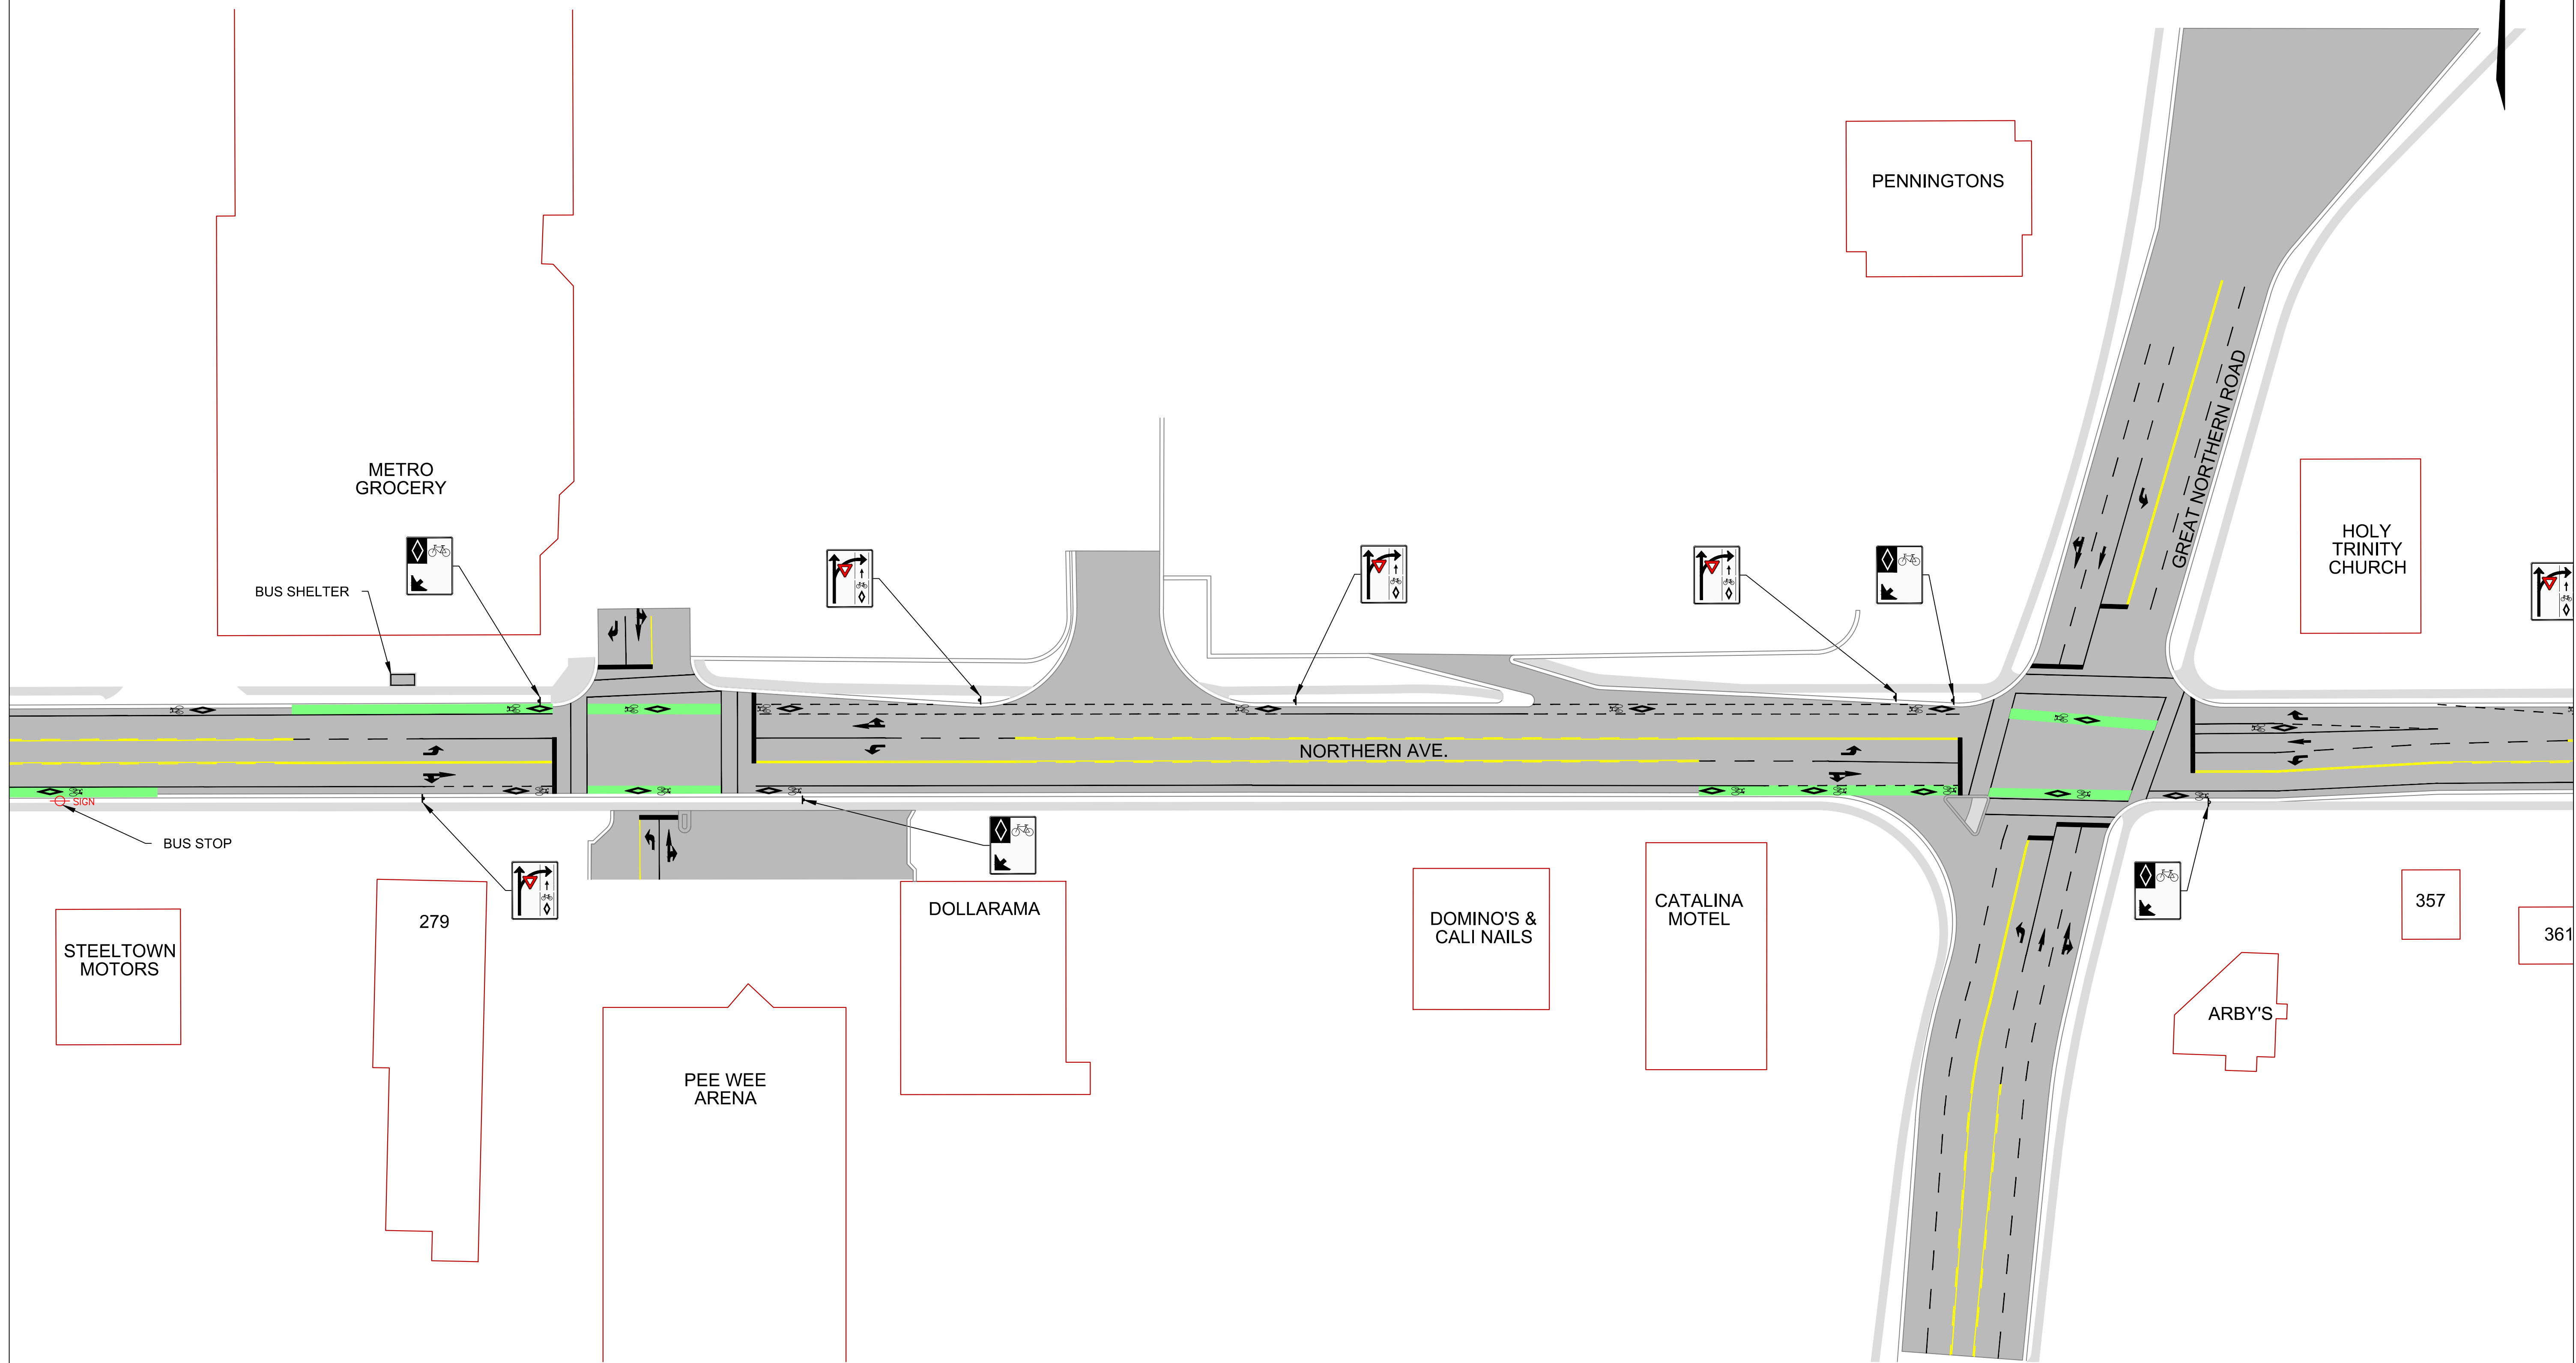 PENNINGTONS
METRO
GROCERY
BUS SHELTER
GREAT NORTHERN ROAD
HOLY
TRINITY
CHURCH
NORTHERN AVE.
SIGN
BUS STOP
279
STEELTOWN
MOTORS
DOLLARAMA
PEE WEE
ARENA
DOMINO'S &
CALI NAILS
CATALINA
MOTEL
357
361
ARBY'S